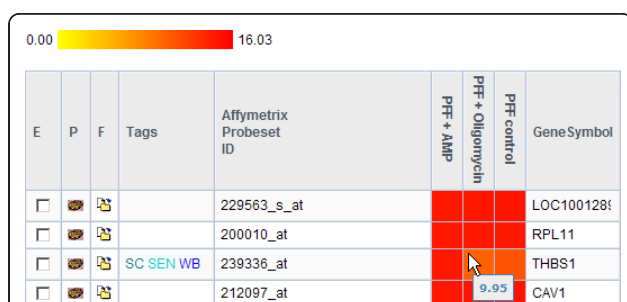 0.00 16.03
E P F Tags Affymetrix Probeset ID PFF + AMP PFF + Oligomycin PFF control GeneSymbol
229563_s_at LOC1001289
200010_at RPL11
SC SEN WB 239336_at THBS1
9.95
212097_at CAV1